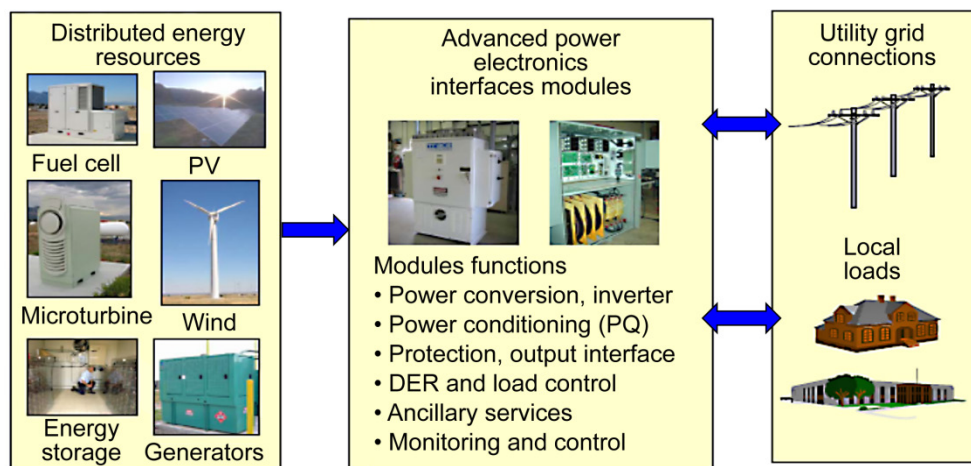 Distributed energy
resources
Fuel cell
PV
Microturbine
Wind
Energy
storage
Generators
Advanced power
electronics
interfaces modules
Modules functions
• Power conversion, inverter
• Power conditioning (PQ)
• Protection, output interface
• DER and load control
• Ancillary services
• Monitoring and control
Utility grid
connections
Local
loads